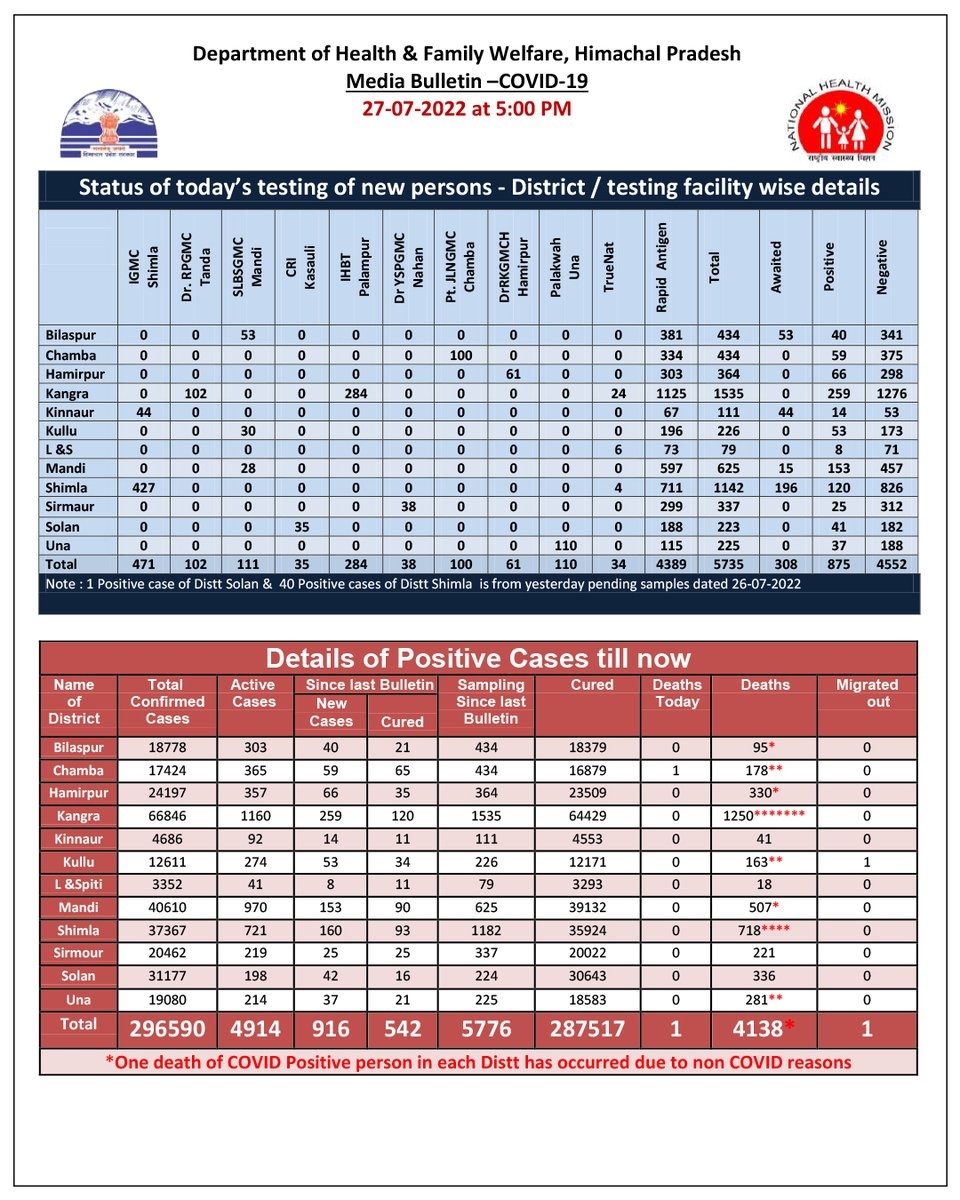 Department of Health & Family Welfare, Himachal Pradesh
Media Bulletin –COVID-19
27-07-2022 at 5:00 PM
हिमाचल प्रदेश सरकार
NATIONAL HEALTH MISSION
राष्ट्रीय स्वास्थ्य मिशन
Status of today’s testing of new persons - District / testing facility wise details
IGMC Shimla Dr. RPGMC Tanda SLBSGMC Mandi CRI Kasauli IHBT Palampur Dr YSPGMC Nahan Pt. JLNGMC Chamba DrRKGMCH Hamirpur Palakwah Una TrueNat Rapid Antigen Total Awaited Positive Negative
Bilaspur 0 0 53 0 0 0 0 0 0 0 381 434 53 40 341
Chamba 0 0 0 0 0 0 100 0 0 0 334 434 0 59 375
Hamirpur 0 0 0 0 0 0 0 61 0 0 303 364 0 66 298
Kangra 0 102 0 0 284 0 0 0 0 24 1125 1535 0 259 1276
Kinnaur 44 0 0 0 0 0 0 0 0 0 67 111 44 14 53
Kullu 0 0 30 0 0 0 0 0 0 0 196 226 0 53 173
L &S 0 0 0 0 0 0 0 0 0 6 73 79 0 8 71
Mandi 0 0 28 0 0 0 0 0 0 0 597 625 15 153 457
Shimla 427 0 0 0 0 0 0 0 0 4 711 1142 196 120 826
Sirmaur 0 0 0 0 0 38 0 0 0 0 299 337 0 25 312
Solan 0 0 0 35 0 0 0 0 0 0 188 223 0 41 182
Una 0 0 0 0 0 0 0 0 110 0 115 225 0 37 188
Total 471 102 111 35 284 38 100 61 110 34 4389 5735 308 875 4552
Note : 1 Positive case of Distt Solan & 40 Positive cases of Distt Shimla is from yesterday pending samples dated 26-07-2022
Details of Positive Cases till now
Name of District Total Confirmed Cases Active Cases Since last Bulletin New Cases Cured Sampling Since last Bulletin Cured Deaths Today Deaths Migrated out
Bilaspur 18778 303 40 21 434 18379 0 95* 0
Chamba 17424 365 59 65 434 16879 1 178** 0
Hamirpur 24197 357 66 35 364 23509 0 330* 0
Kangra 66846 1160 259 120 1535 64429 0 1250******* 0
Kinnaur 4686 92 14 11 111 4553 0 41 0
Kullu 12611 274 53 34 226 12171 0 163** 1
L &Spiti 3352 41 8 11 79 3293 0 18 0
Mandi 40610 970 153 90 625 39132 0 507* 0
Shimla 37367 721 160 93 1182 35924 0 718**** 0
Sirmour 20462 219 25 25 337 20022 0 221 0
Solan 31177 198 42 16 224 30643 0 336 0
Una 19080 214 37 21 225 18583 0 281** 0
Total 296590 4914 916 542 5776 287517 1 4138* 1
*One death of COVID Positive person in each Distt has occurred due to non COVID reasons